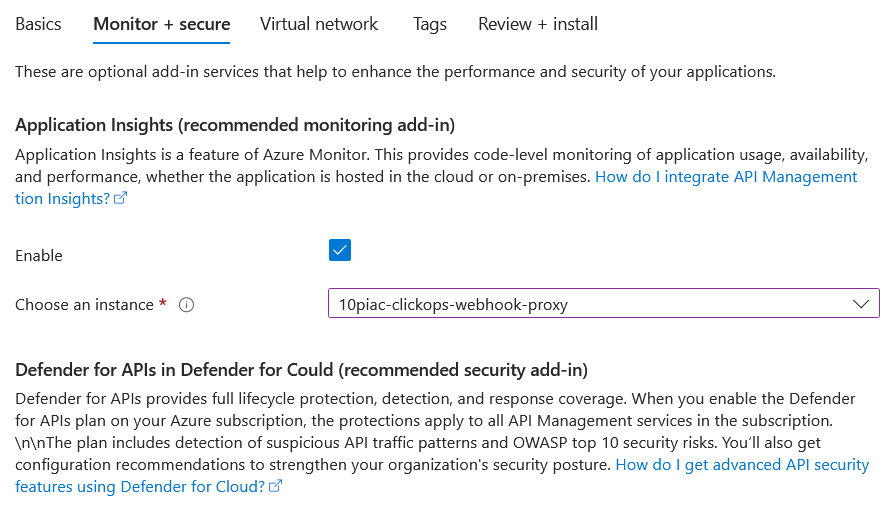 Basics Monitor + secure Virtual network Tags Review + install
These are optional add-in services that help to enhance the performance and security of your applications.
Application Insights (recommended monitoring add-in)
Application Insights is a feature of Azure Monitor. This provides code-level monitoring of application usage, availability,
and performance, whether the application is hosted in the cloud or on-premises. How do I integrate API Management
tion Insights?
Enable
Choose an instance *
10piac-clickops-webhook-proxy
Defender for APIs in Defender for Could (recommended security add-in)
Defender for APIs provides full lifecycle protection, detection, and response coverage. When you enable the Defender
for APIs plan on your Azure subscription, the protections apply to all API Management services in the subscription.
\n\nThe plan includes detection of suspicious API traffic patterns and OWASP top 10 security risks. You’ll also get
configuration recommendations to strengthen your organization's security posture. How do I get advanced API security
features using Defender for Cloud?